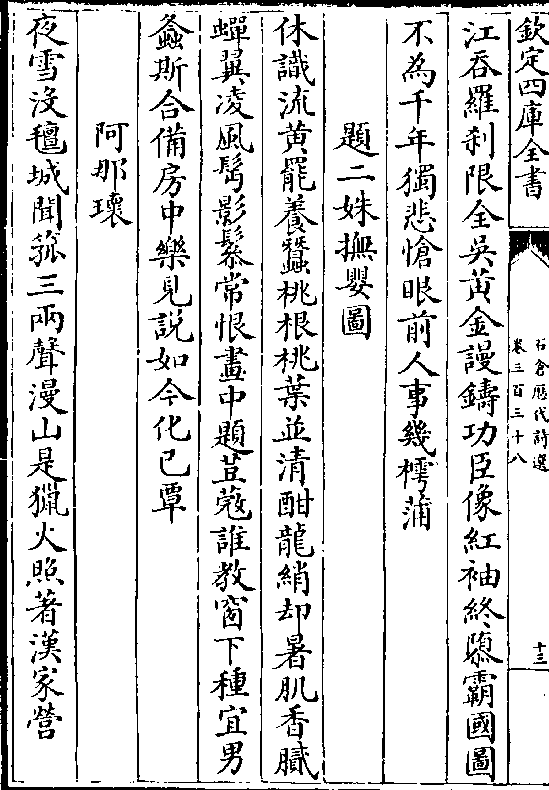 欽定四庫全書
石倉歷代詩選
卷三百三十八
十三
江吞羅刹限全吳黄金謾鑄功臣像紅袖終隳霸國圖
不為千年獨悲愴眼前人事幾樗蒲
題二姝撫嬰圖
休識流黄罷養蠶桃根桃葉並清酣龍綃却暑肌香膩
蟬翼凌風髩影鬖常恨畫中題荳蔻誰教窗下種宜男
螽斯合備房中樂見説如今化已覃
阿那瓌
夜雪没氊城聞笳三兩聲漫山是獵火照著漢家營